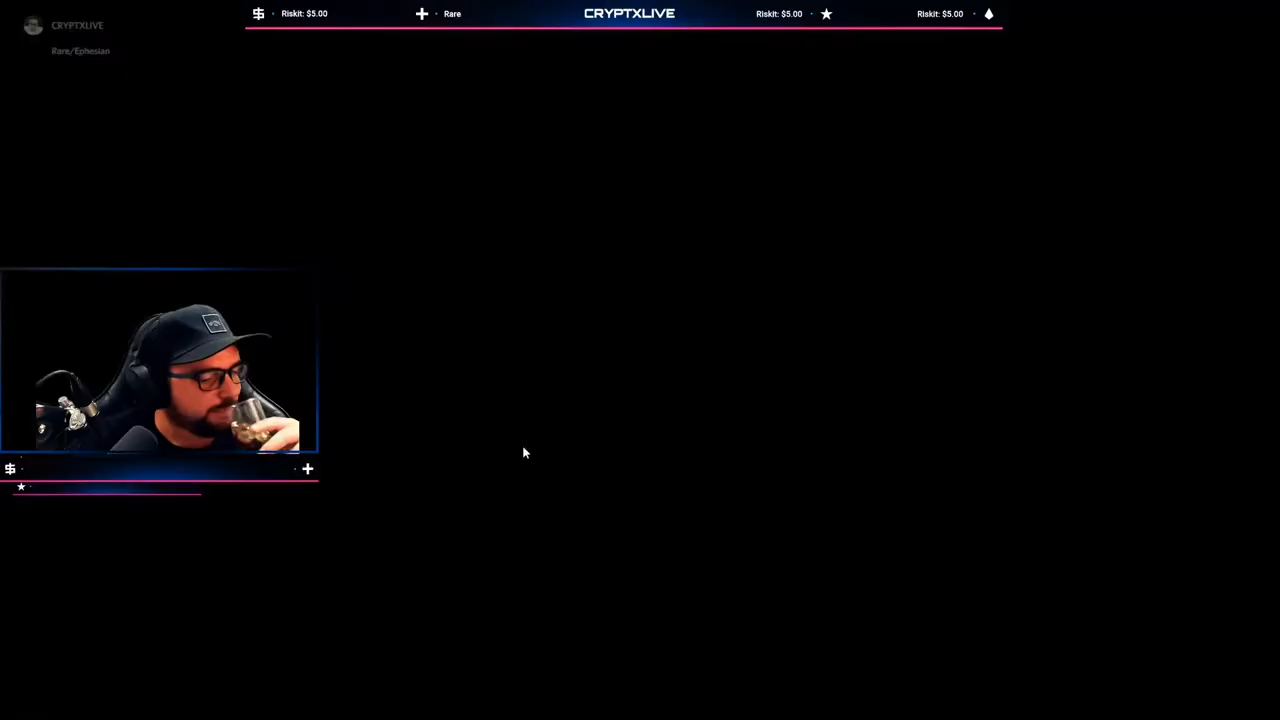 Riskit: $5.00
Rare
CRYPTXLIVE
Riskit: $5.00
Riskit: $5.00
CRYPTXLIVE
Rare/Ephesian